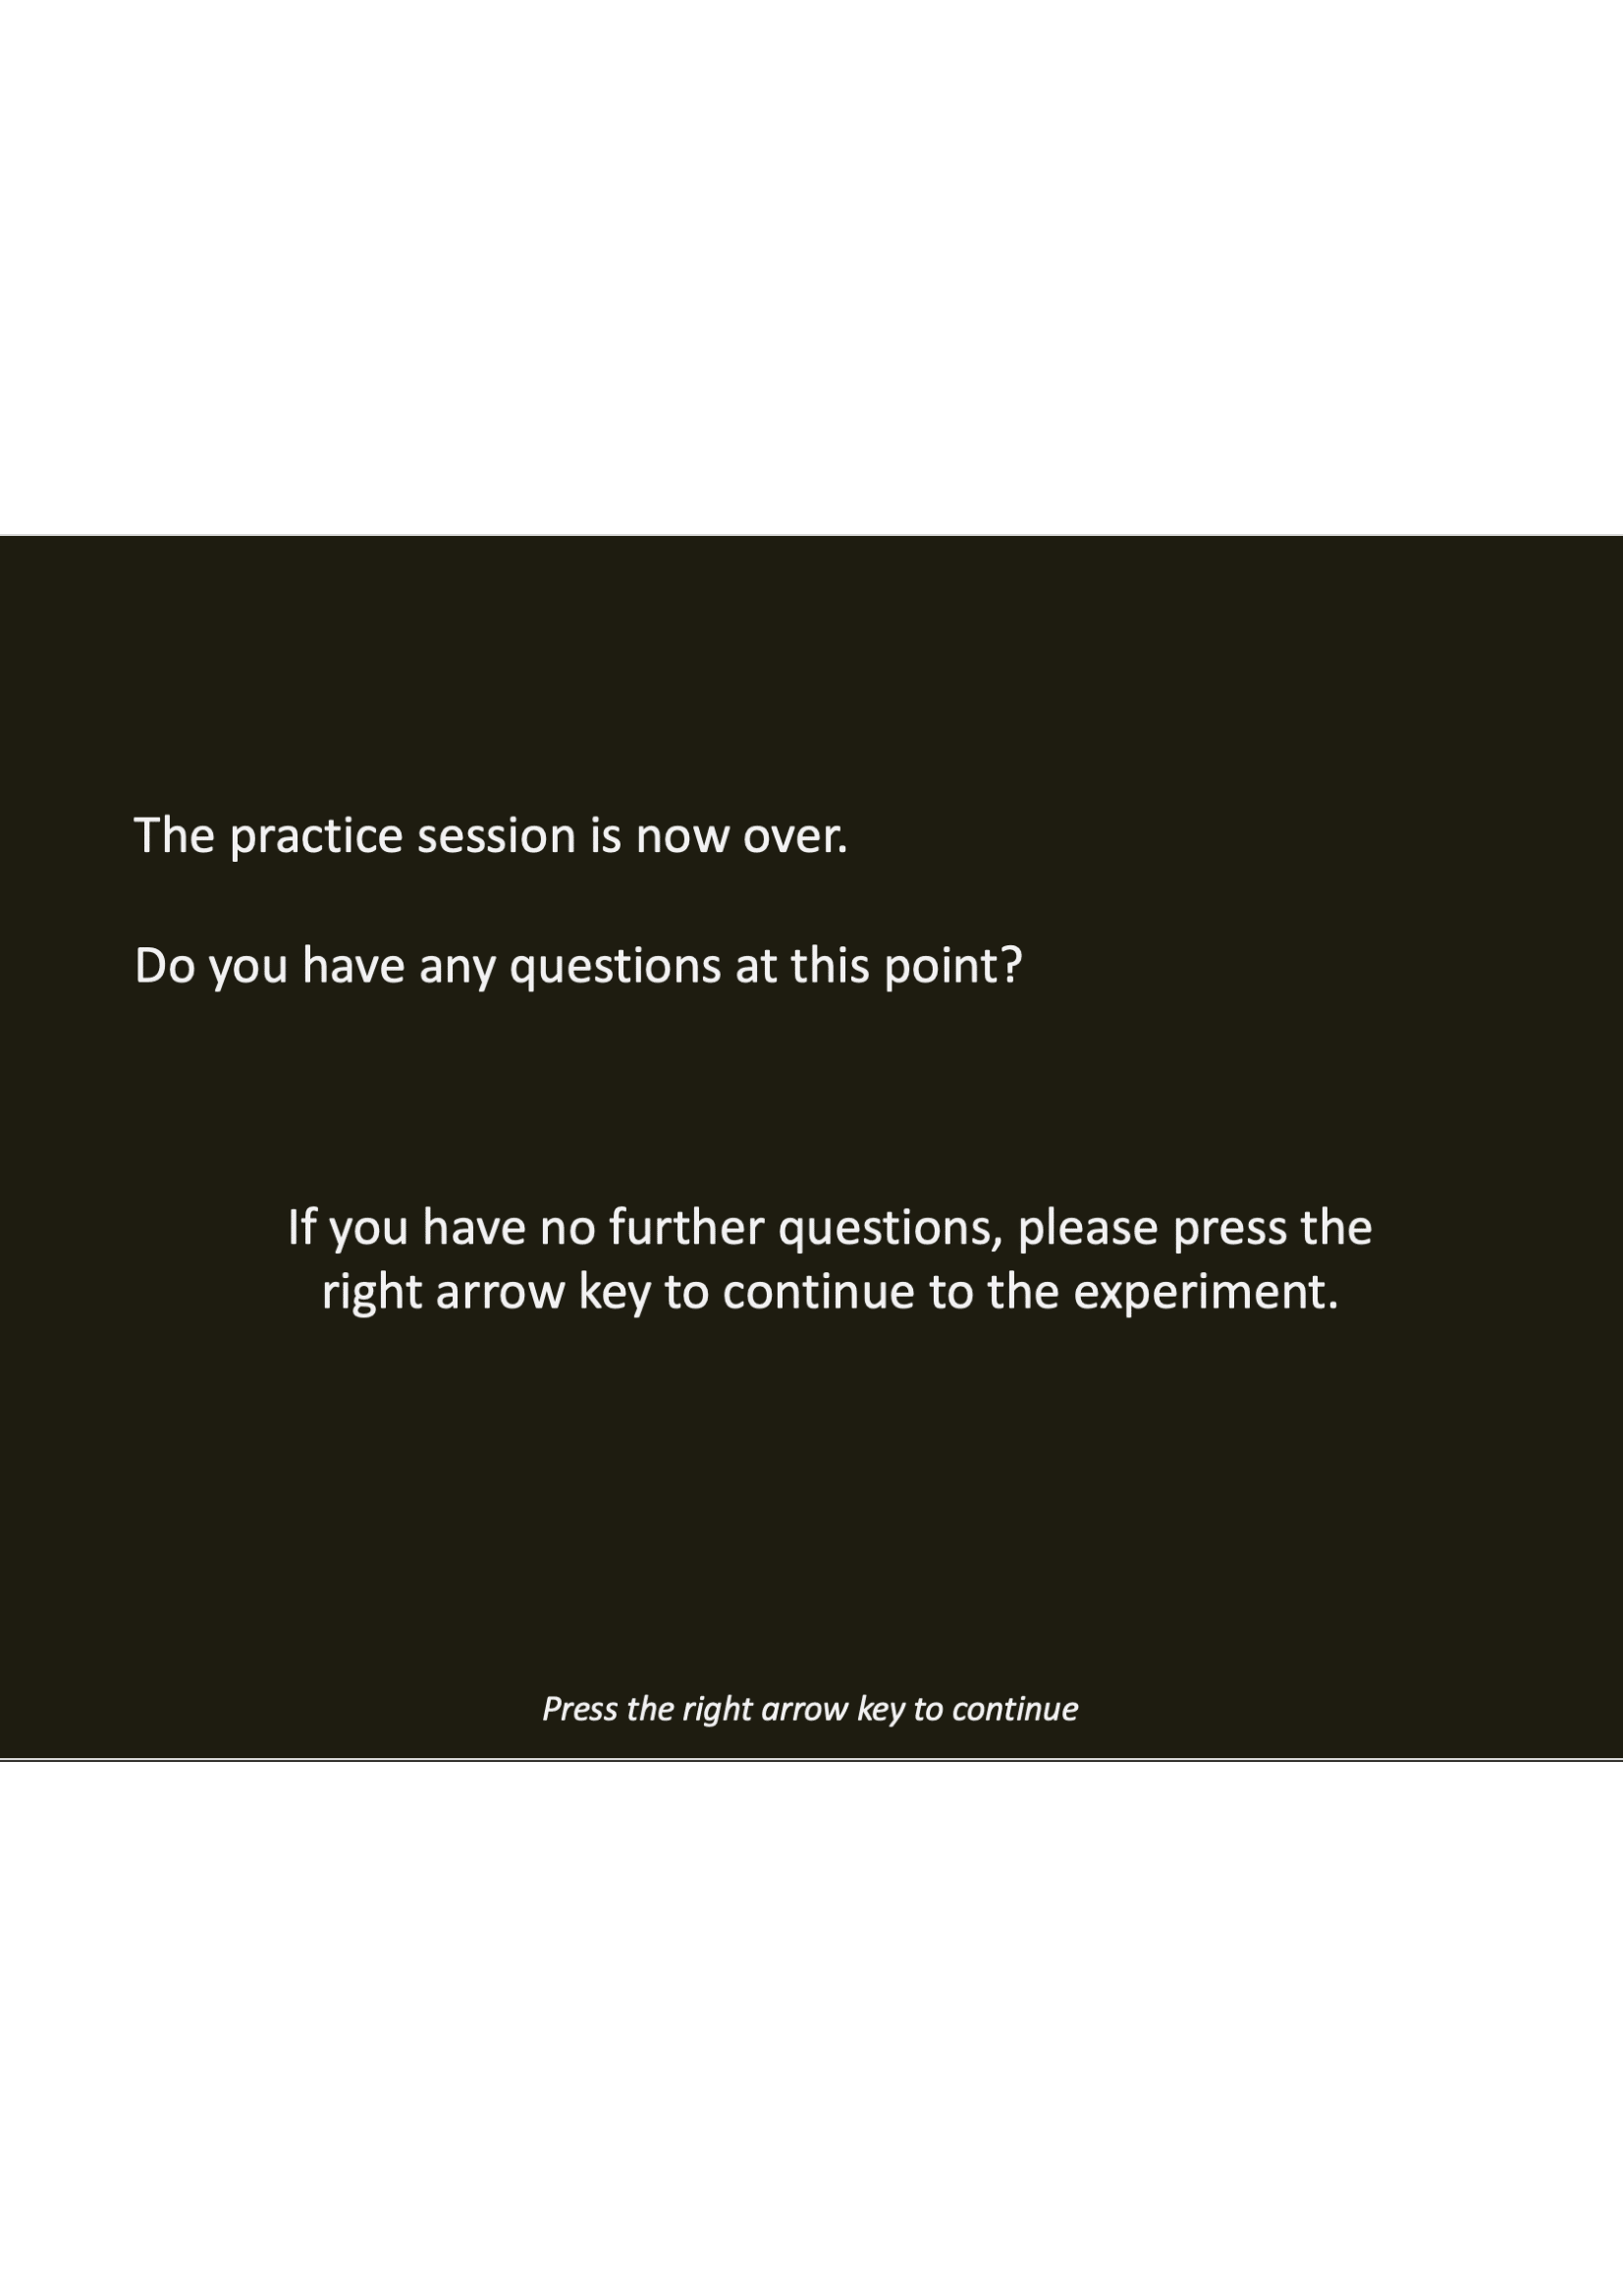 The practice session is now over.
Do you have any questions at this point?
If you have no further questions, please press the
right arrow key to continue to the experiment.
Press the right arrow key to continue